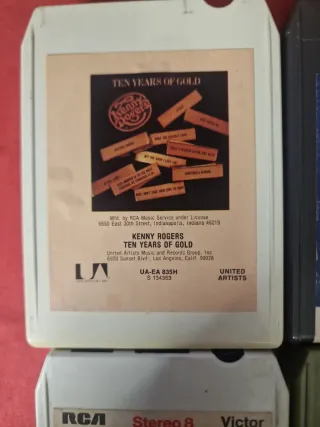 TEN YEARS OF GOLD
Kenny
Rogers
Mfd. by RCA Music Service under License
6550 East 30th Street, Indianapolis, Indiana 46219
KENNY ROGERS
TEN YEARS OF GOLD
United Artists Music and Records Group, Inc.
6920 Sunset Blvd., Los Angeles, Calif. 90028
UA
UA-EA 835H
S 134363
UNITED
ARTISTS
RCA
Stereo 8
Victor